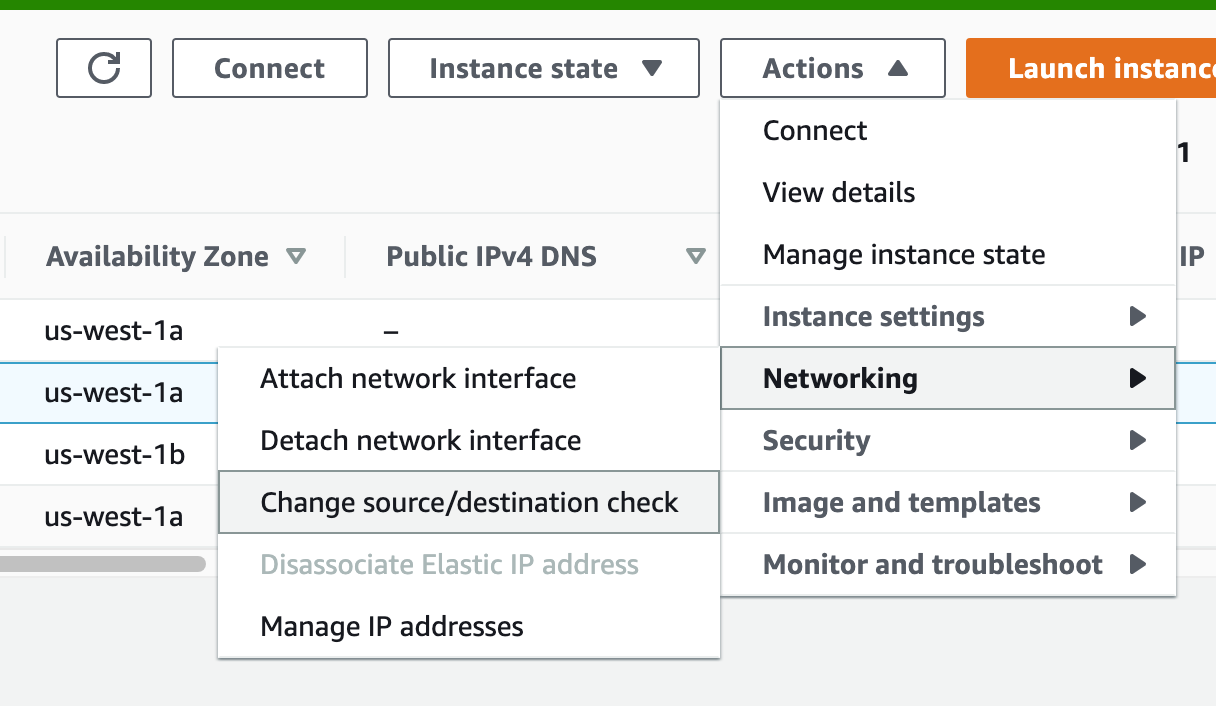 Connect
Instance state
Actions
Launch instanc
Connect
1
View details
Availability Zone
Public IPv4 DNS
Manage instance state
IP
us-west-1a
–
Instance settings
us-west-1a
Attach network interface
Networking
us-west-1b
Detach network interface
Security
us-west-1a
Change source/destination check
Image and templates
Disassociate Elastic IP address
Monitor and troubleshoot
Manage IP addresses